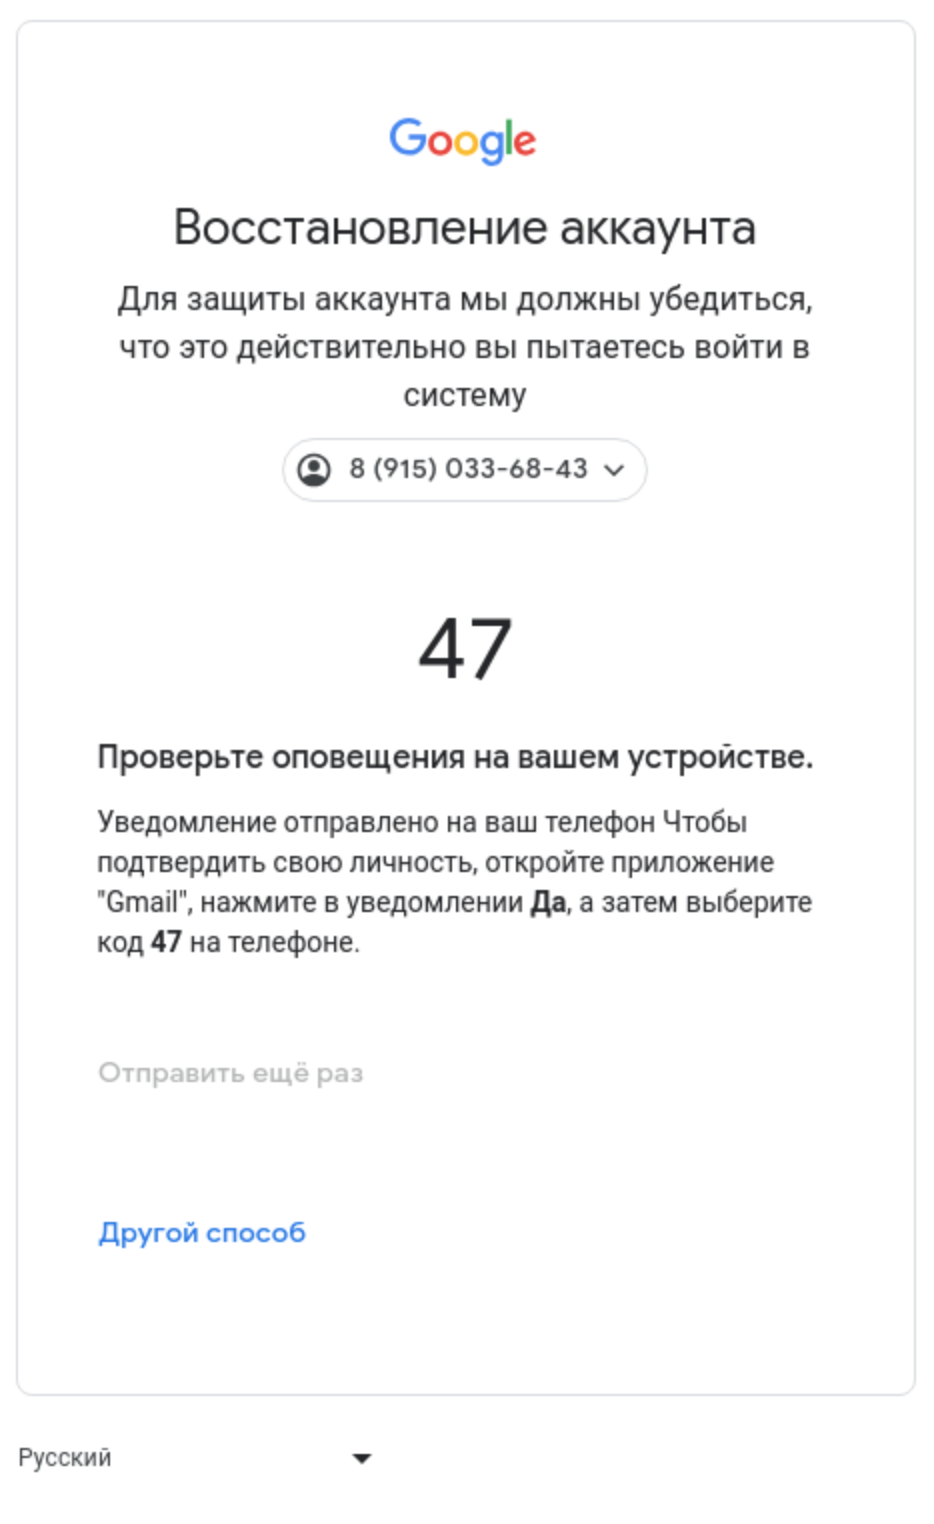 Google
Восстановление аккаунта
Для защиты аккаунта мы должны убедиться,
что это действительно вы пытаетесь войти в
систему
8 (915) 033-68-43
47
Проверьте оповещения на вашем устройстве.
Уведомление отправлено на ваш телефон Чтобы
подтвердить свою личность, откройте приложение
"Gmail", нажмите в уведомлении Да, а затем выберите
код 47 на телефоне.
Отправить ещё раз
Другой способ
Русский